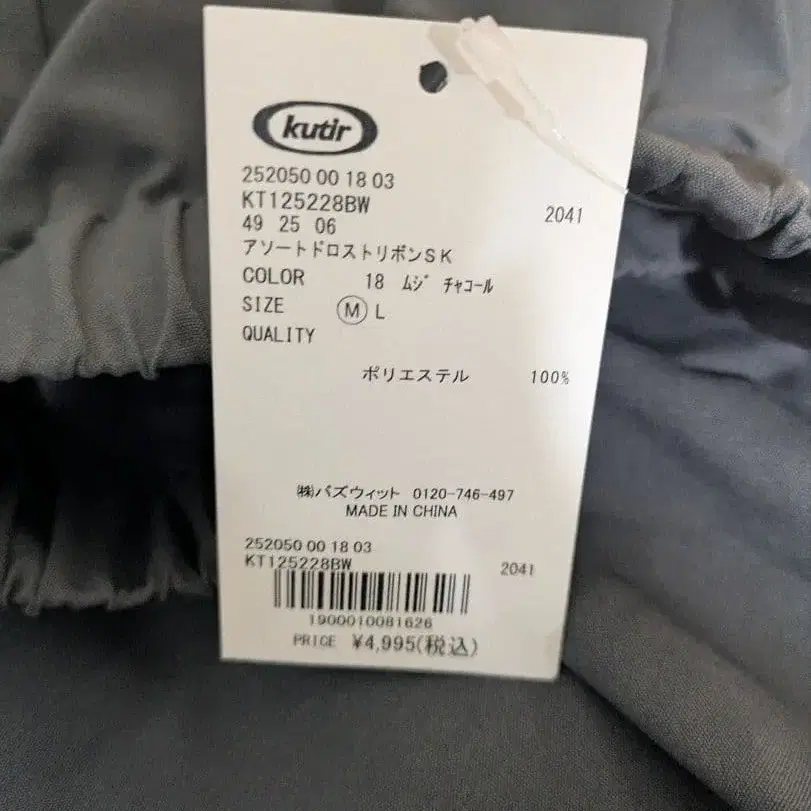 kutir
252050 00 18 03
KT125228BW
2041
49 25 06
アソートドロストリボンSK
COLOR 18 ムジ チャコール
SIZE M L
QUALITY
ポリエステル 100%
㈱バズウィット 0120-746-497
MADE IN CHINA
252050 00 18 03
KT125228BW 2041
1900010081626
PRICE ¥4,995(税込)